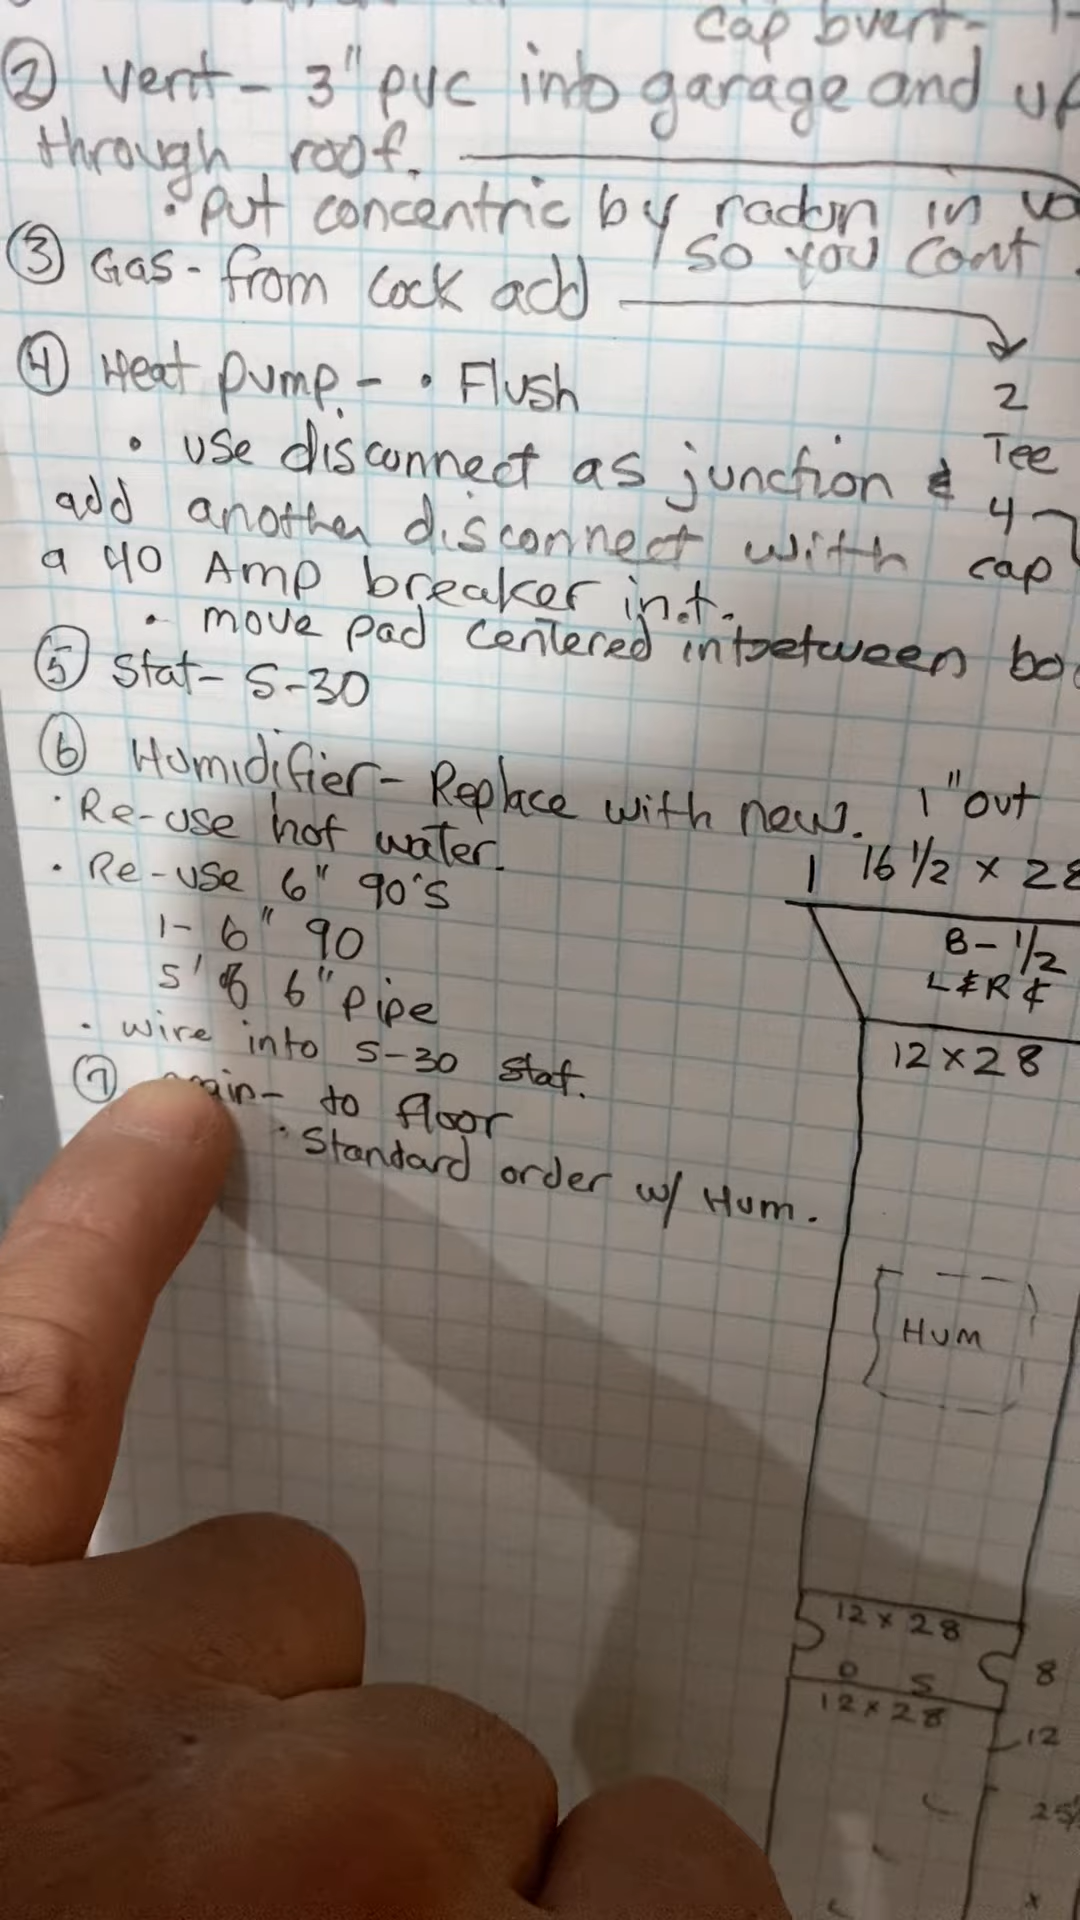 cap bvert-
② vent- 3" pvc into garage and up
through roof.
• put concentric by radon in
so you cont
③ Gas- from cock add
④ Heat pump- • Flush
2
Tee
4
cap
• use disconnect as junction &
add another disconnect with
a 40 Amp breaker in.t.
• move pad centered inbetween
⑤ Stat- S-30
⑥ Humidifier- Replace with new.
• Re-use hot water.
• Re-use 6" 90's
1- 6" 90
5' of 6" pipe
• wire into S-30 stat.
⑦ to floor
• Standard order w/ Hum.
1" out
16 1/2 x 28
B- 1/2
L&R &
12 x 28
Hum
12 x 28
8
O S
12 x 28
12